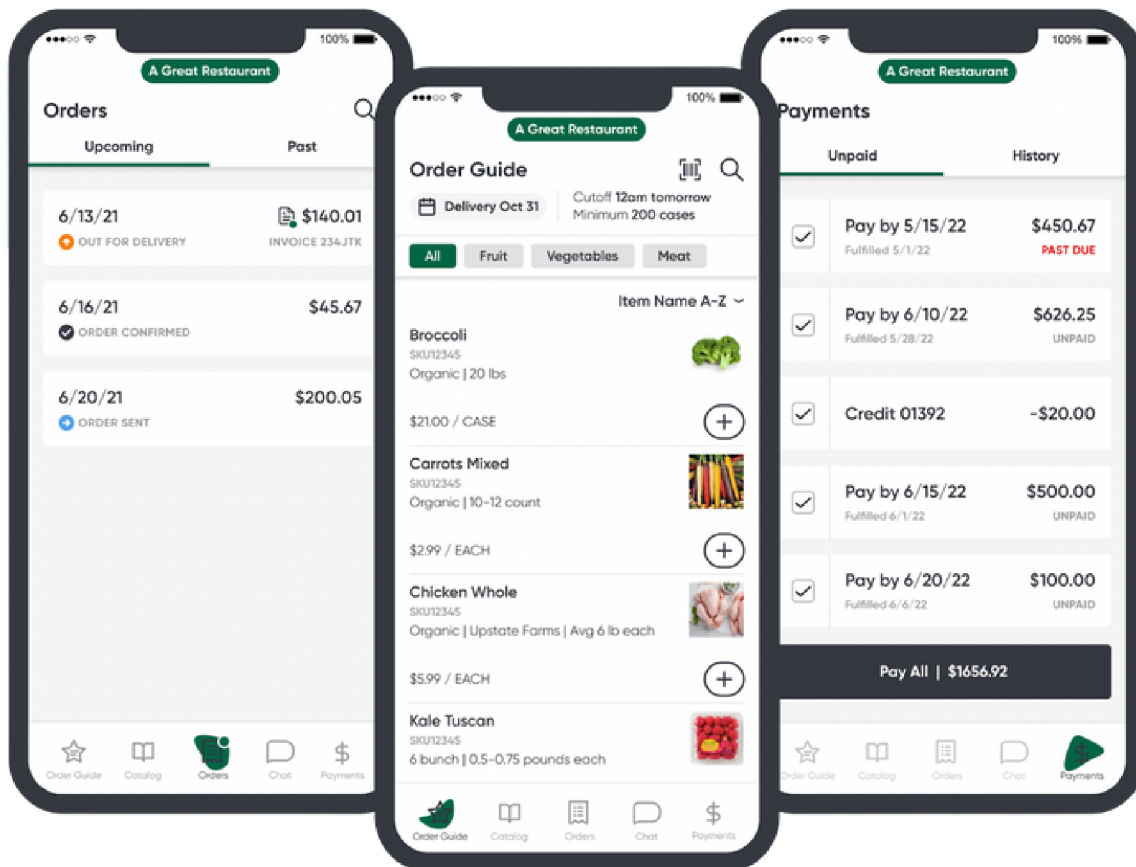 100%
A Great Restaurant
Orders
Upcoming Past
6/13/21 $140.01
OUT FOR DELIVERY INVOICE 234JTK
6/16/21 $45.67
ORDER CONFIRMED
6/20/21 $200.05
ORDER SENT
Order Guide Catalog Orders Chat Payments
100%
A Great Restaurant
Order Guide
Delivery Oct 31
Cutoff 12am tomorrow
Minimum 200 cases
All Fruit Vegetables Meat
Item Name A-Z
Broccoli
SKU12345
Organic | 20 lbs
$21.00 / CASE
Carrots Mixed
SKU12345
Organic | 10-12 count
$2.99 / EACH
Chicken Whole
SKU12345
Organic | Upstate Farms | Avg 6 lb each
$5.99 / EACH
Kale Tuscan
SKU12345
6 bunch | 0.5-0.75 pounds each
Order Guide Catalog Orders Chat Payments
100%
A Great Restaurant
Payments
Unpaid History
Pay by 5/15/22 $450.67
Fulfilled 5/1/22 PAST DUE
Pay by 6/10/22 $626.25
Fulfilled 5/28/22 UNPAID
Credit 01392 -$20.00
Pay by 6/15/22 $500.00
Fulfilled 6/1/22 UNPAID
Pay by 6/20/22 $100.00
Fulfilled 6/6/22 UNPAID
Pay All | $1656.92
Order Guide Catalog Orders Chat Payments